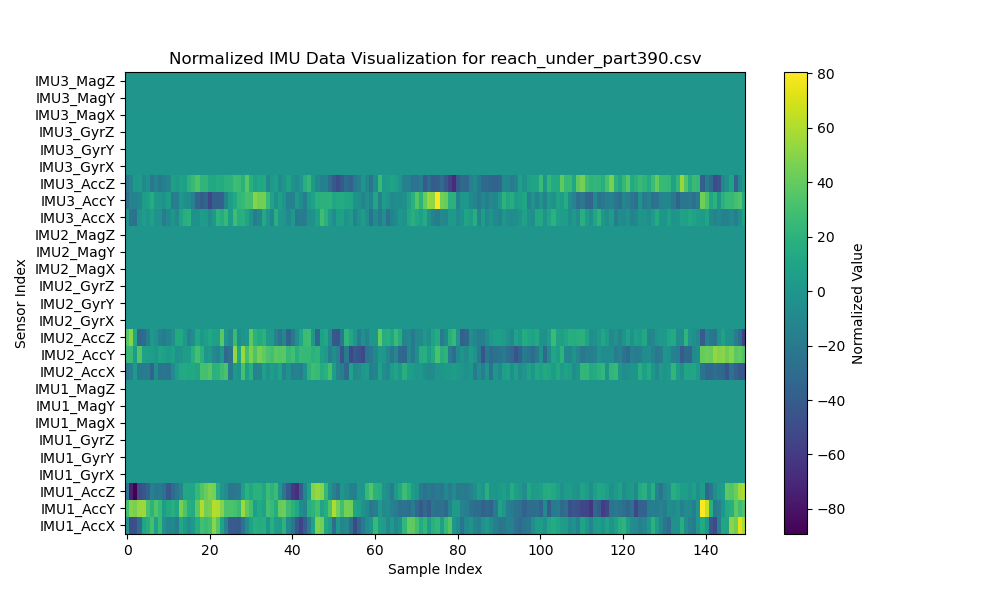 Normalized IMU Data Visualization for reach_under_part390.csv
IMU3_MagZ
IMU3_MagY
IMU3_MagX
IMU3_GyrZ
IMU3_GyrY
IMU3_GyrX
IMU3_AccZ
IMU3_AccY
IMU3_AccX
IMU2_MagZ
IMU2_MagY
IMU2_MagX
IMU2_GyrZ
IMU2_GyrY
IMU2_GyrX
IMU2_AccZ
IMU2_AccY
IMU2_AccX
IMU1_MagZ
IMU1_MagY
IMU1_MagX
IMU1_GyrZ
IMU1_GyrY
IMU1_GyrX
IMU1_AccZ
IMU1_AccY
IMU1_AccX
Sensor Index
0 20 40 60 80 100 120 140
Sample Index
80
60
40
20
0
−20
−40
−60
−80
Normalized Value